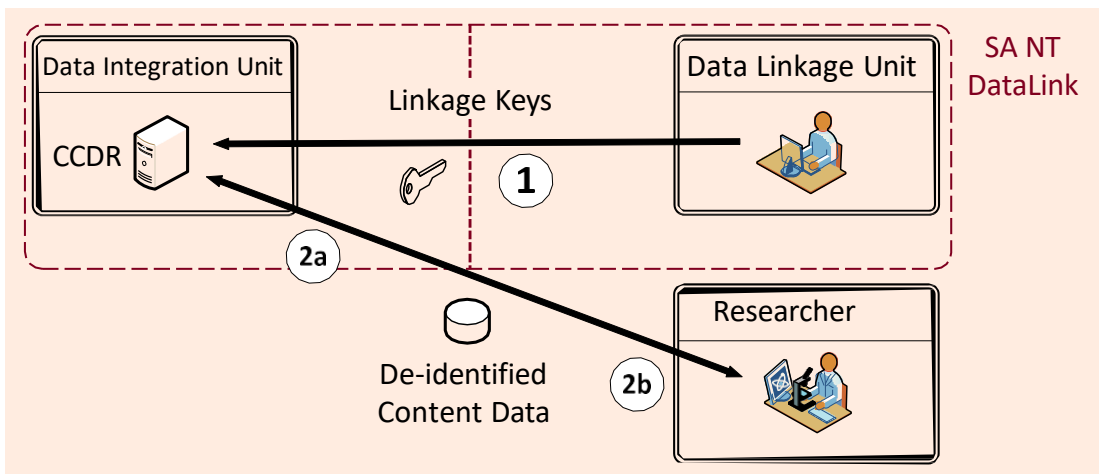 SA NT
DataLink
Data Integration Unit
Data Linkage Unit
Linkage Keys
CCDR
1
2a
Researcher
De-identified
Content Data
2b